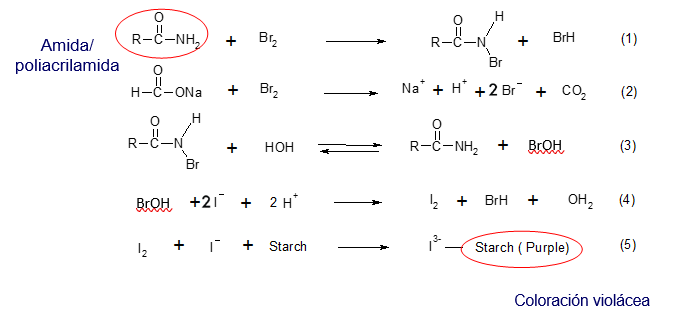 Amida/
poliacrilamida
R–C(=O)–NH₂ + Br₂ ⟶ R–C(=O)–N(H)–Br + BrH (1)
H–C(=O)–ONa + Br₂ ⟶ Na⁺ + H⁺ +2 Br⁻ + CO₂ (2)
R–C(=O)–N(H)–Br + HOH ⇌ R–C(=O)–NH₂ + BrOH (3)
BrOH +2 I⁻ + 2 H⁺ ⟶ I₂ + BrH + OH₂ (4)
I₂ + I⁻ + Starch ⟶ I³⁻— Starch ( Purple) (5)
Coloración violácea